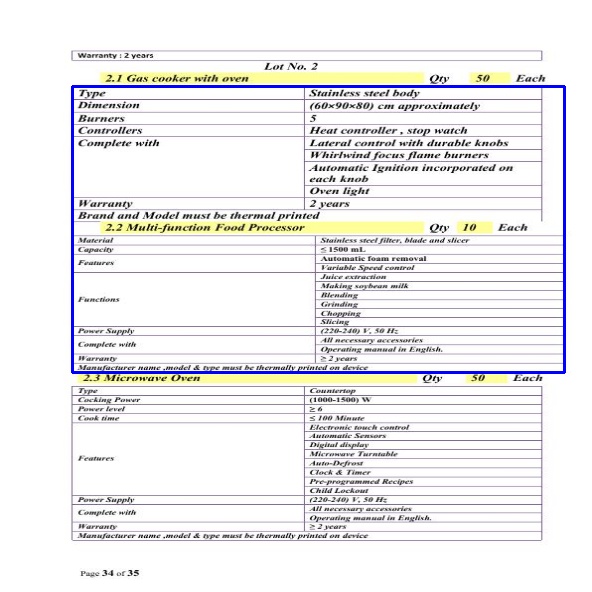 Warranty : 2 years
Lot No. 2
2.1 Gas cooker with oven Qty 50 Each
Type Stainless steel body
Dimension (60×90×80) cm approximately
Burners 5
Controllers Heat controller , stop watch
Complete with Lateral control with durable knobs
Whirlwind focus flame burners
Automatic Ignition incorporated on
each knob
Oven light
Warranty 2 years
Brand and Model must be thermal printed
2.2 Multi-function Food Processor Qty 10 Each
Material Stainless steel filter, blade and slicer
Capacity ≤ 1500 mL
Features Automatic foam removal
Variable Speed control
Functions Juice extraction
Making soybean milk
Blending
Grinding
Chopping
Slicing
Power Supply (220-240) V, 50 Hz
Complete with All necessary accessories
Operating manual in English.
Warranty ≥ 2 years
Manufacturer name ,model & type must be thermally printed on device
2.3 Microwave Oven Qty 50 Each
Type Countertop
Cocking Power (1000-1500) W
Power level ≥ 6
Cook time ≤ 100 Minute
Features Electronic touch control
Automatic Sensors
Digital display
Microwave Turntable
Auto-Defrost
Clock & Timer
Pre-programmed Recipes
Child Lockout
Power Supply (220-240) V, 50 Hz
Complete with All necessary accessories
Operating manual in English.
Warranty ≥ 2 years
Manufacturer name ,model & type must be thermally printed on device
Page 34 of 35